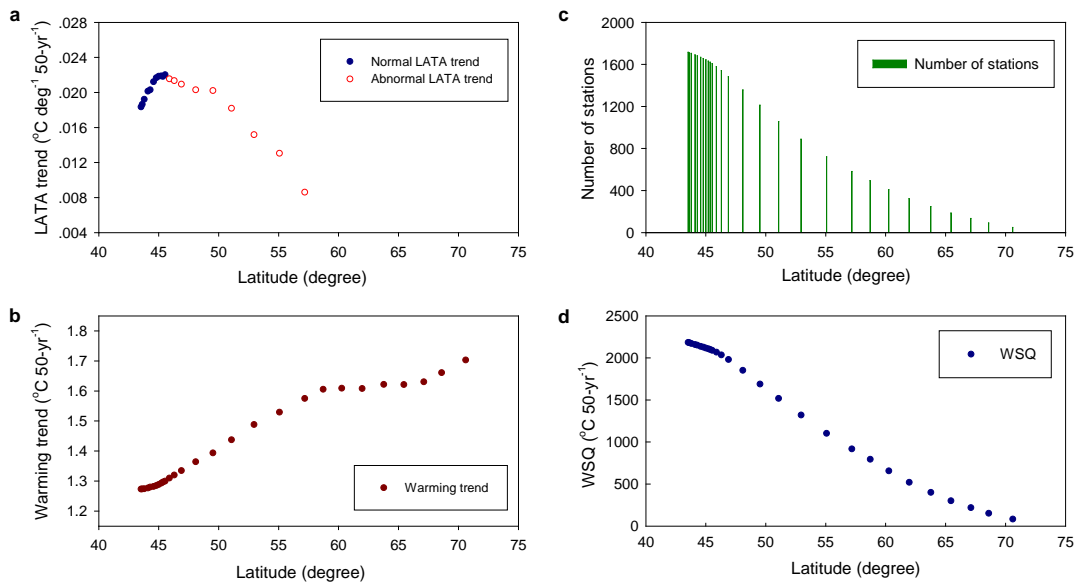 a
LATA trend (°C deg⁻¹ 50-yr⁻¹)
.028
.024
.020
.016
.012
.008
.004
Normal LATA trend
Abnormal LATA trend
40 45 50 55 60 65 70 75
Latitude (degree)
c
Number of stations
2000
1600
1200
800
400
0
Number of stations
40 45 50 55 60 65 70 75
Latitude (degree)
b
Warming trend (°C 50-yr⁻¹)
1.8
1.7
1.6
1.5
1.4
1.3
1.2
Warming trend
40 45 50 55 60 65 70 75
Latitude (degree)
d
WSQ (°C 50-yr⁻¹)
2500
2000
1500
1000
500
0
WSQ
40 45 50 55 60 65 70 75
Latitude (degree)